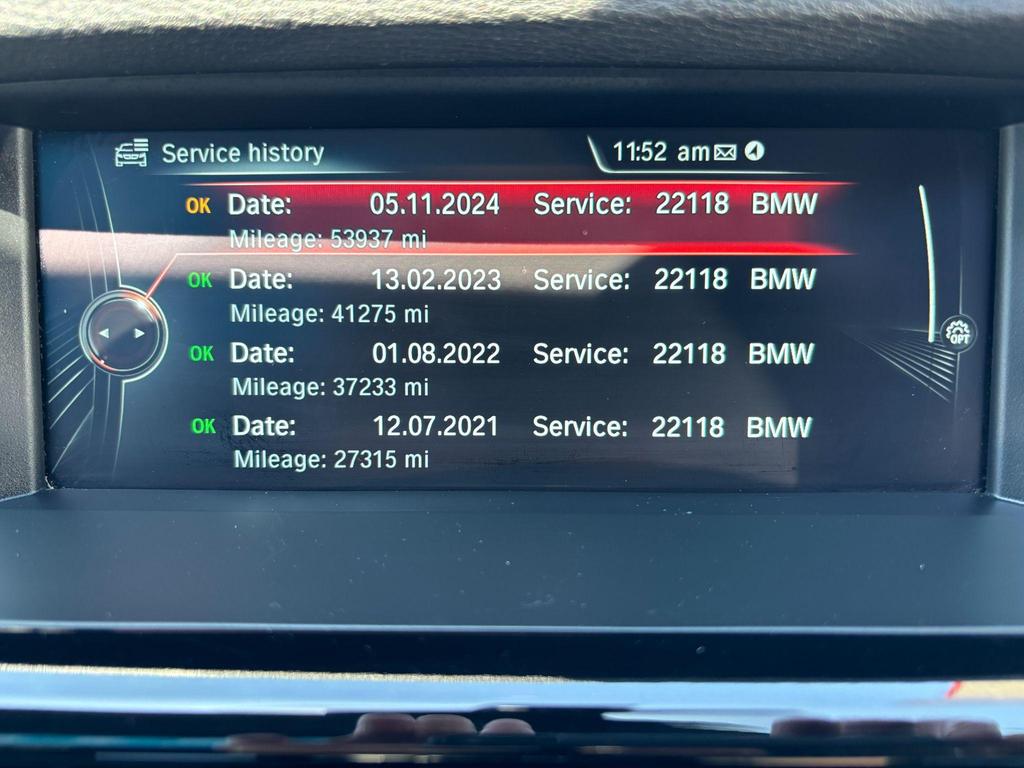 Service history 11:52 am
OK Date: 05.11.2024 Service: 22118 BMW
Mileage: 53937 mi
OK Date: 13.02.2023 Service: 22118 BMW
Mileage: 41275 mi
OK Date: 01.08.2022 Service: 22118 BMW
Mileage: 37233 mi
OPT
OK Date: 12.07.2021 Service: 22118 BMW
Mileage: 27315 mi